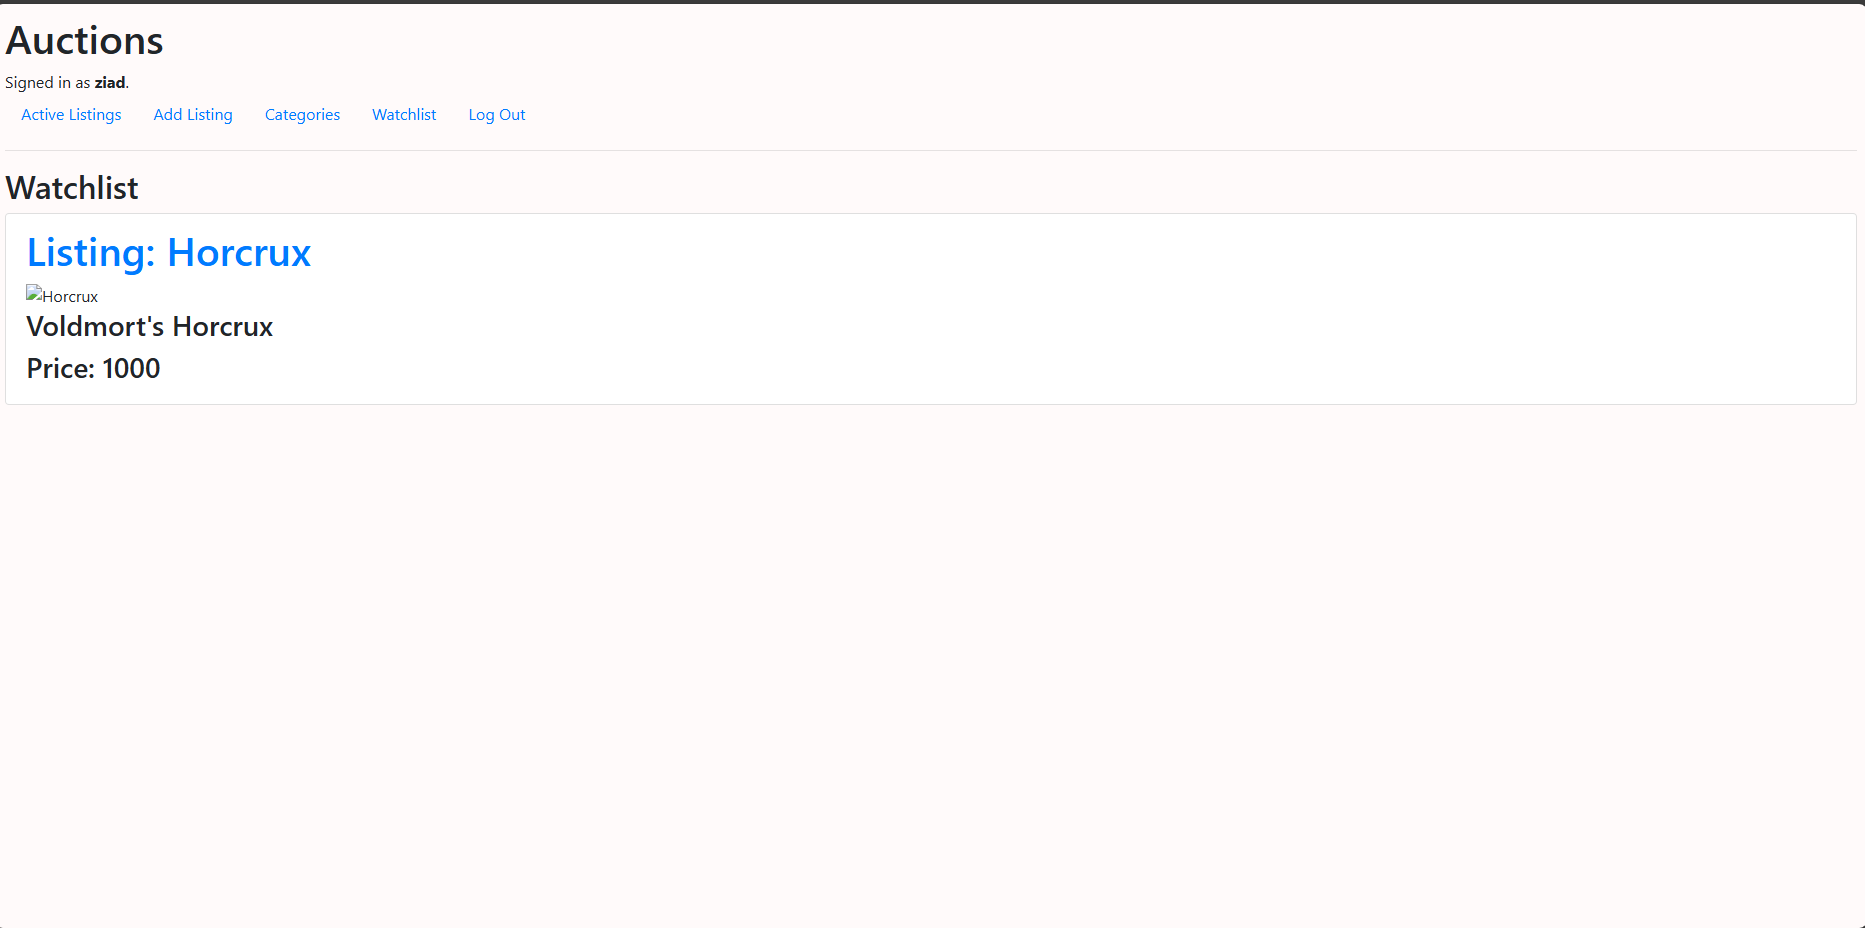 Auctions
Signed in as ziad.
Active Listings Add Listing Categories Watchlist Log Out
Watchlist
Listing: Horcrux
Horcrux
Voldmort's Horcrux
Price: 1000